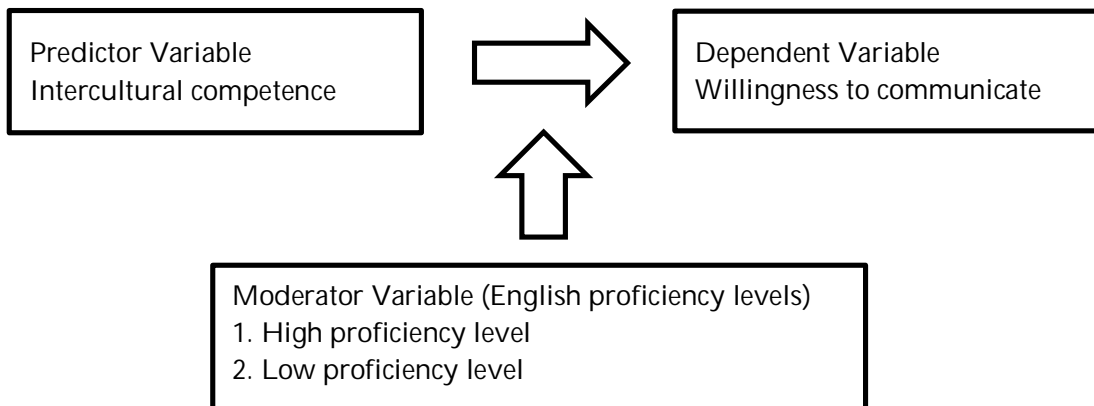 Predictor Variable
Intercultural competence
Dependent Variable
Willingness to communicate
Moderator Variable (English proficiency levels)
1. High proficiency level
2. Low proficiency level